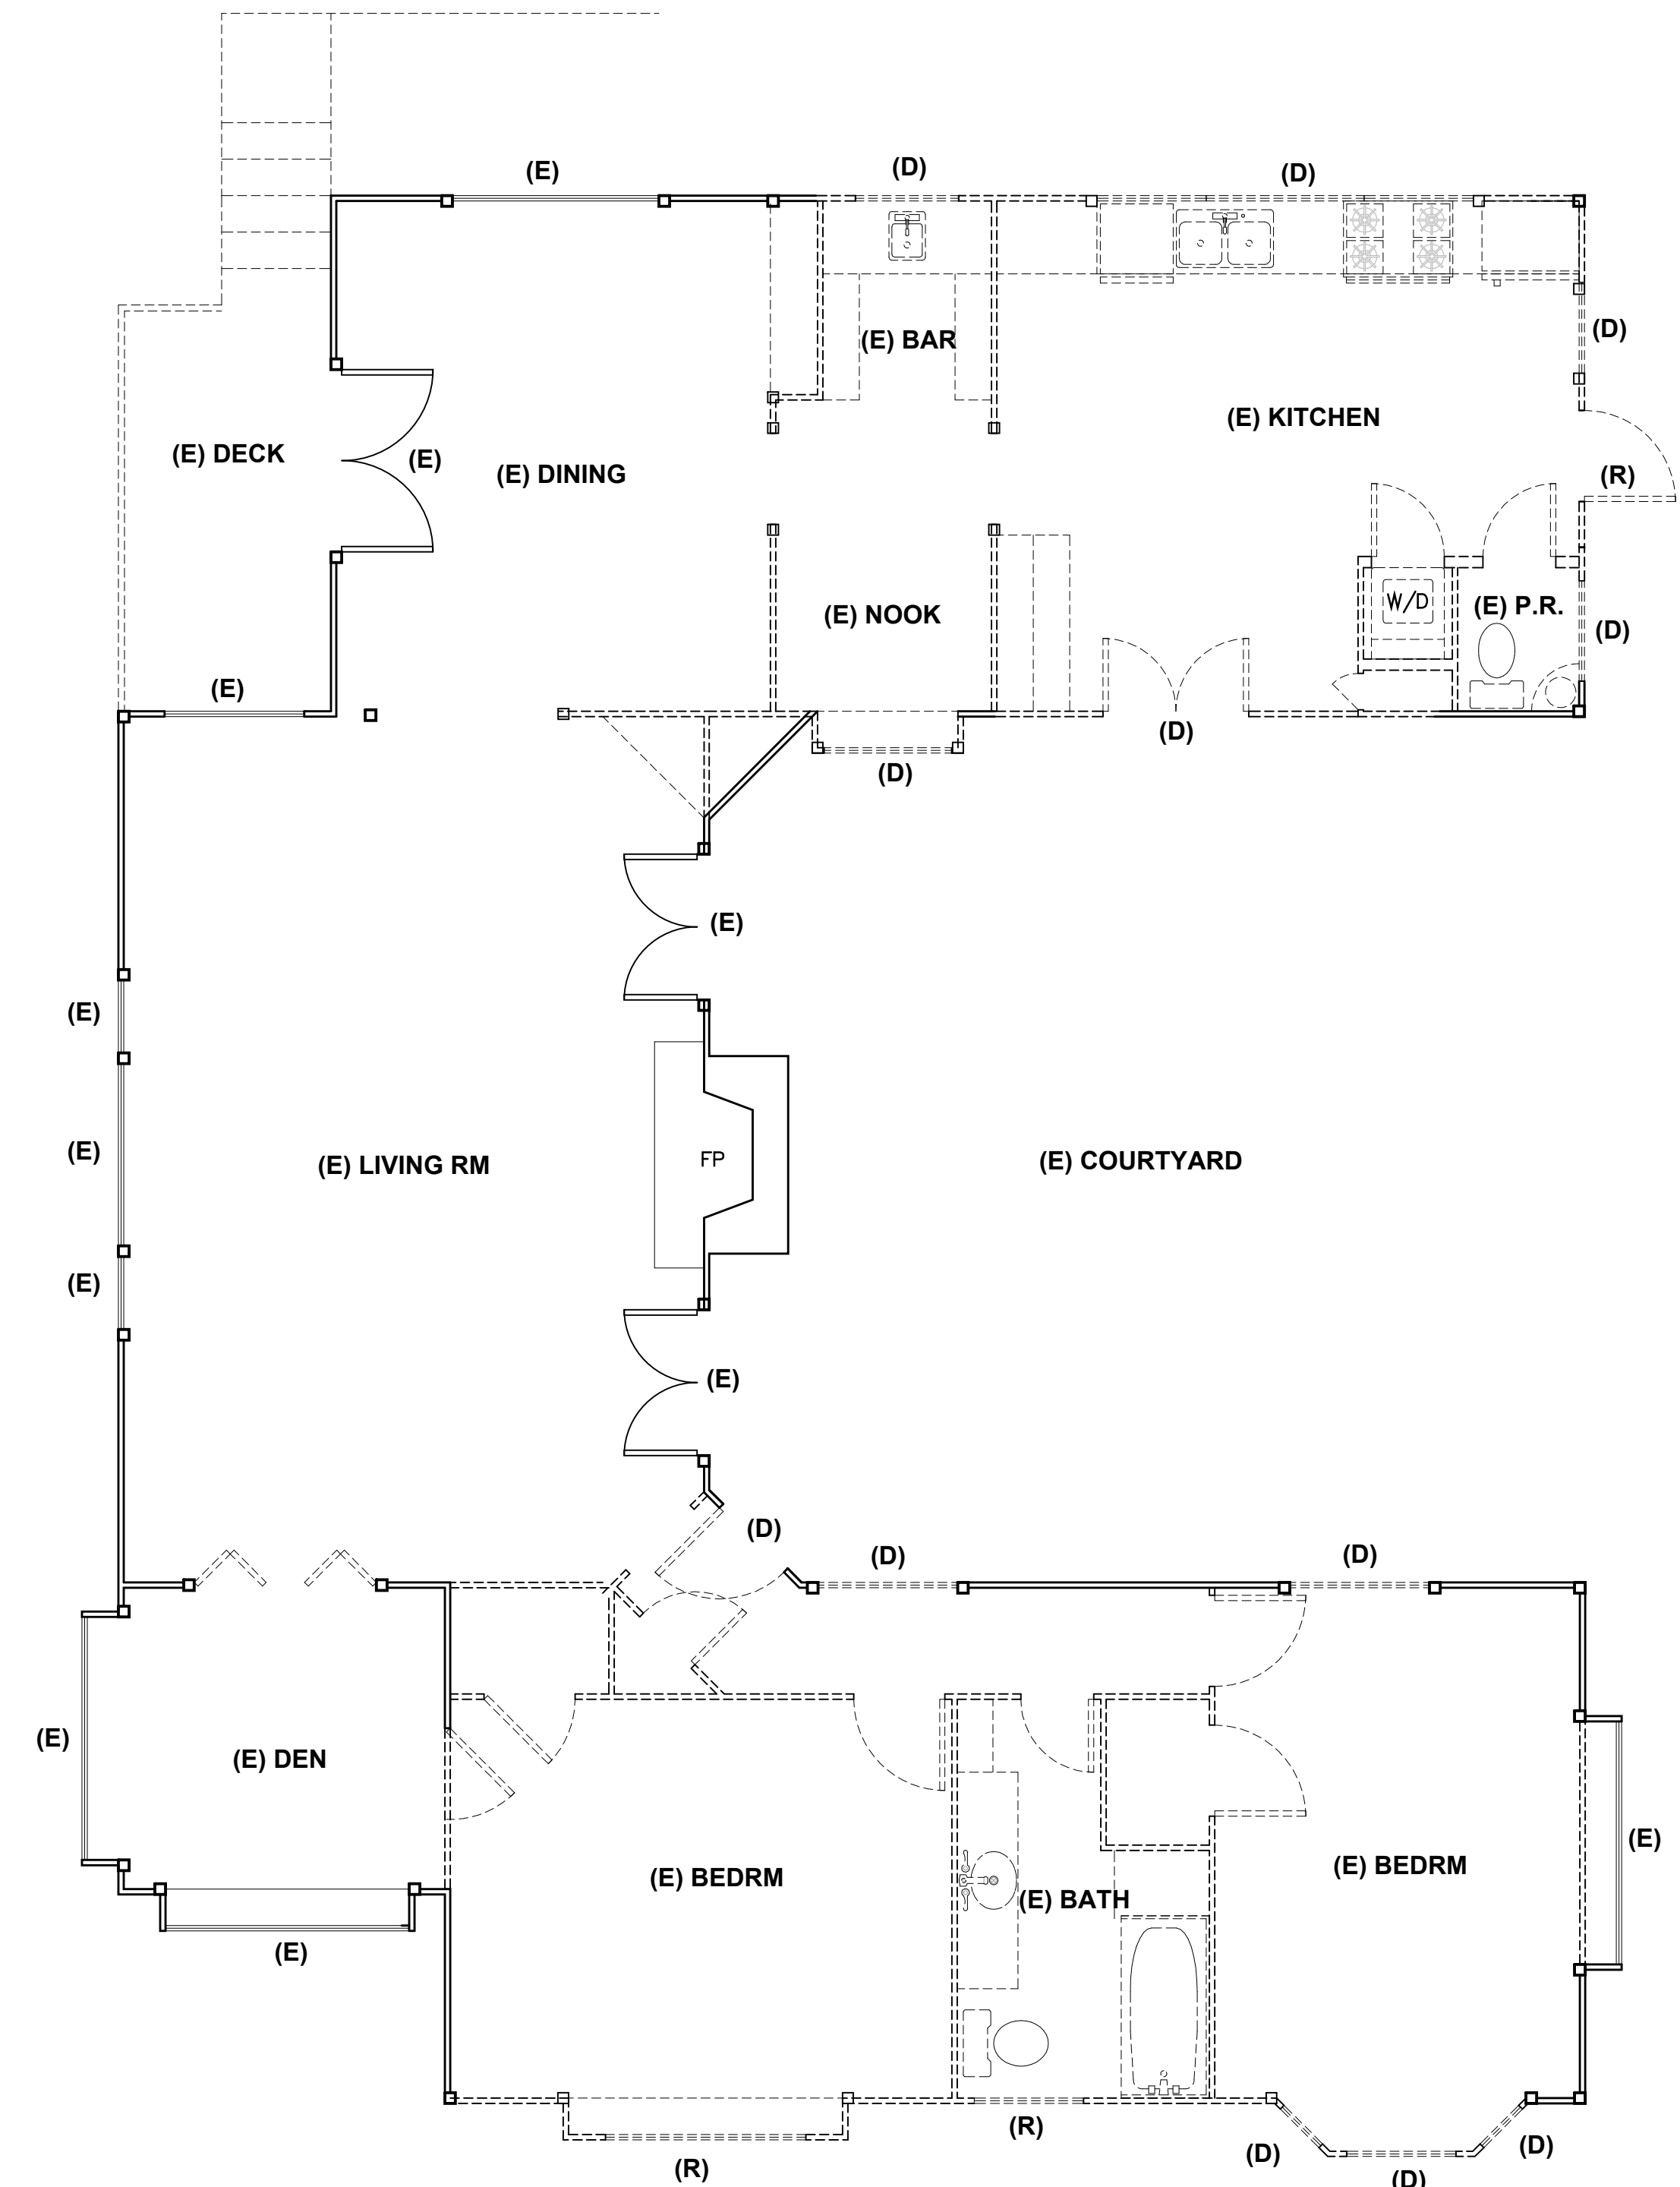 (E)
(D)
(D)
(D)
(E) BAR
(E) KITCHEN
(E) DECK
(E)
(E) DINING
(R)
W/D
(E) P.R.
(E) NOOK
(D)
(E)
(D)
(D)
(E)
(E)
(E)
(E) LIVING RM
FP
(E) COURTYARD
(E)
(E)
(D)
(D)
(D)
(E)
(E) DEN
(E)
(E) BEDRM
(E) BEDRM
(E) BATH
(E)
(R)
(D)
(D)
(R)
(D)